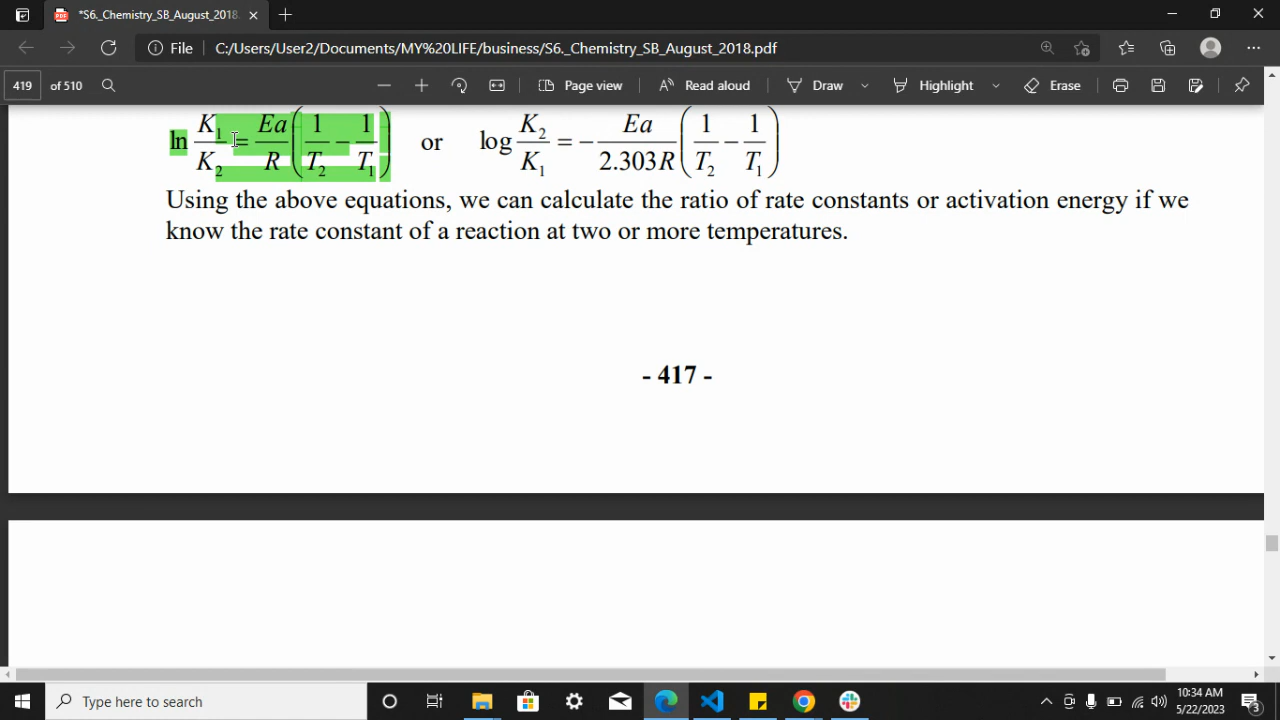 *S6._Chemistry_SB_August_2018.
File C:/Users/User2/Documents/MY%20LIFE/business/S6._Chemistry_SB_August_2018.pdf
419 of 510 Page view Read aloud Draw Highlight Erase
ln K₁/K₂ = Ea/R (1/T₂ − 1/T₁) or log K₂/K₁ = − Ea/2.303R (1/T₂ − 1/T₁)
Using the above equations, we can calculate the ratio of rate constants or activation energy if we
know the rate constant of a reaction at two or more temperatures.
- 417 -
Type here to search
10:34 AM
5/22/2023
3